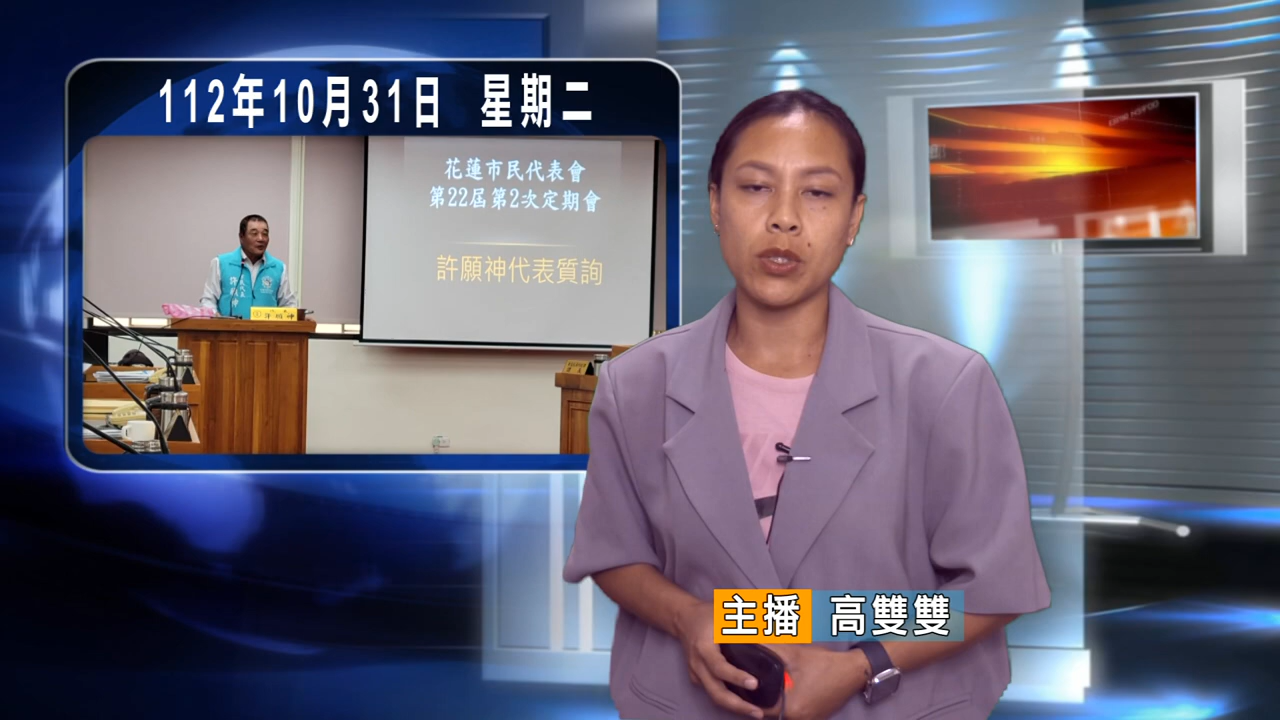 112年10月31日 星期二
花蓮市民代表會
第22屆第2次定期會
許願神代表質詢
主播 高雙雙